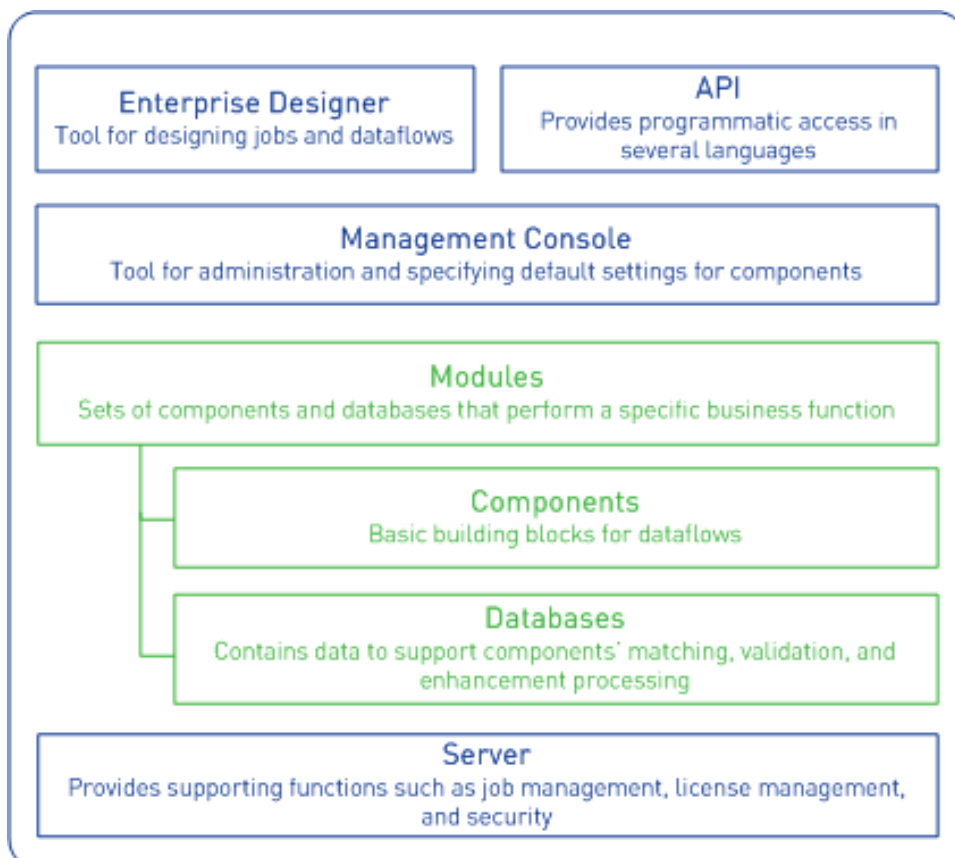 Enterprise Designer
Tool for designing jobs and dataflows
API
Provides programmatic access in
several languages
Management Console
Tool for administration and specifying default settings for components
Modules
Sets of components and databases that perform a specific business function
Components
Basic building blocks for dataflows
Databases
Contains data to support components' matching, validation, and
enhancement processing
Server
Provides supporting functions such as job management, license management,
and security